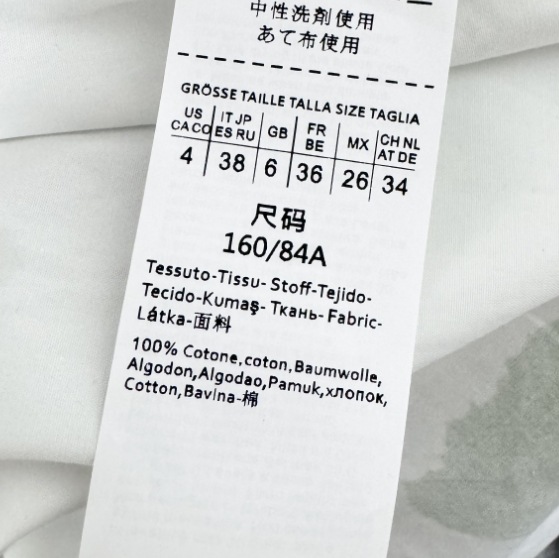 中性洗剤使用
あて布使用
GRÖSSE TAILLE TALLA SIZE TAGLIA
US CA CO IT JP ES RU GB FR BE MX CH NL AT DE
4 38 6 36 26 34
尺码
160/84A
Tessuto-Tissu- Stoff-Tejido-
Tecido-Kumaş- Ткань- Fabric-
Látka-面料
100% Cotone,coton,Baumwolle,
Algodon,Algodao,Pamuk,хлопок,
Cotton,Bavina-棉